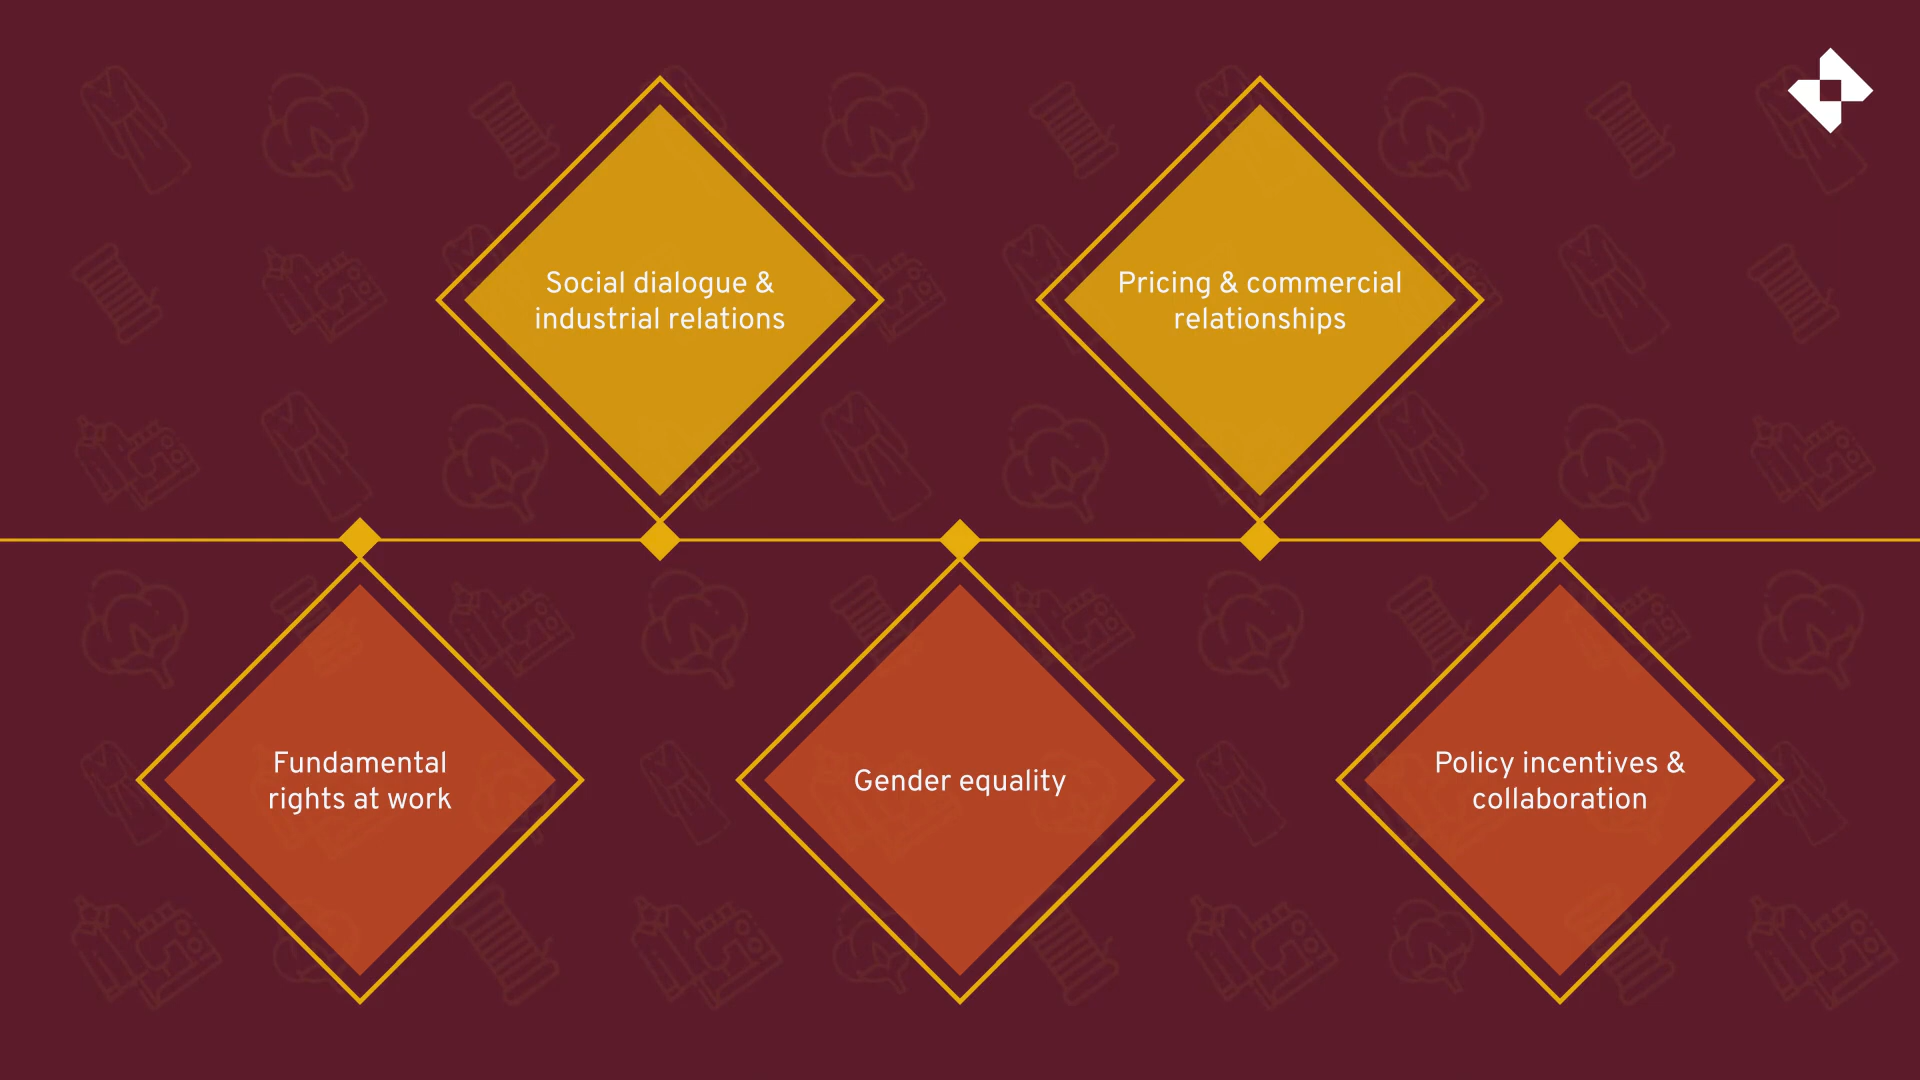 Social dialogue &
industrial relations
Pricing & commercial
relationships
Fundamental
rights at work
Gender equality
Policy incentives &
collaboration